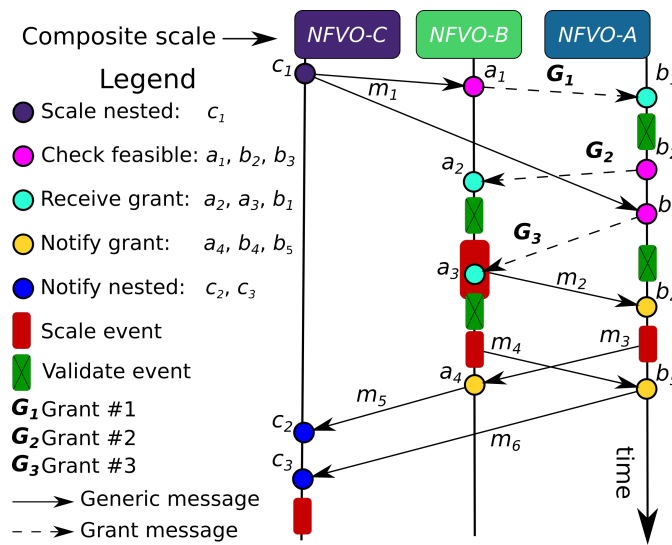 Composite scale
NFVO-C
NFVO-B
NFVO-A
Legend
Scale nested: c₁
Check feasible: a₁, b₂, b₃
Receive grant: a₂, a₃, b₁
Notify grant: a₄, b₄, b₅
Notify nested: c₂, c₃
Scale event
Validate event
G₁ Grant #1
G₂ Grant #2
G₃ Grant #3
Generic message
Grant message
c₁
m₁
a₁
G₁
b
G₂
b
a₂
b
G₃
a₃
m₂
b
m₃
m₄
a₄
b
m₅
c₂
m₆
c₃
time